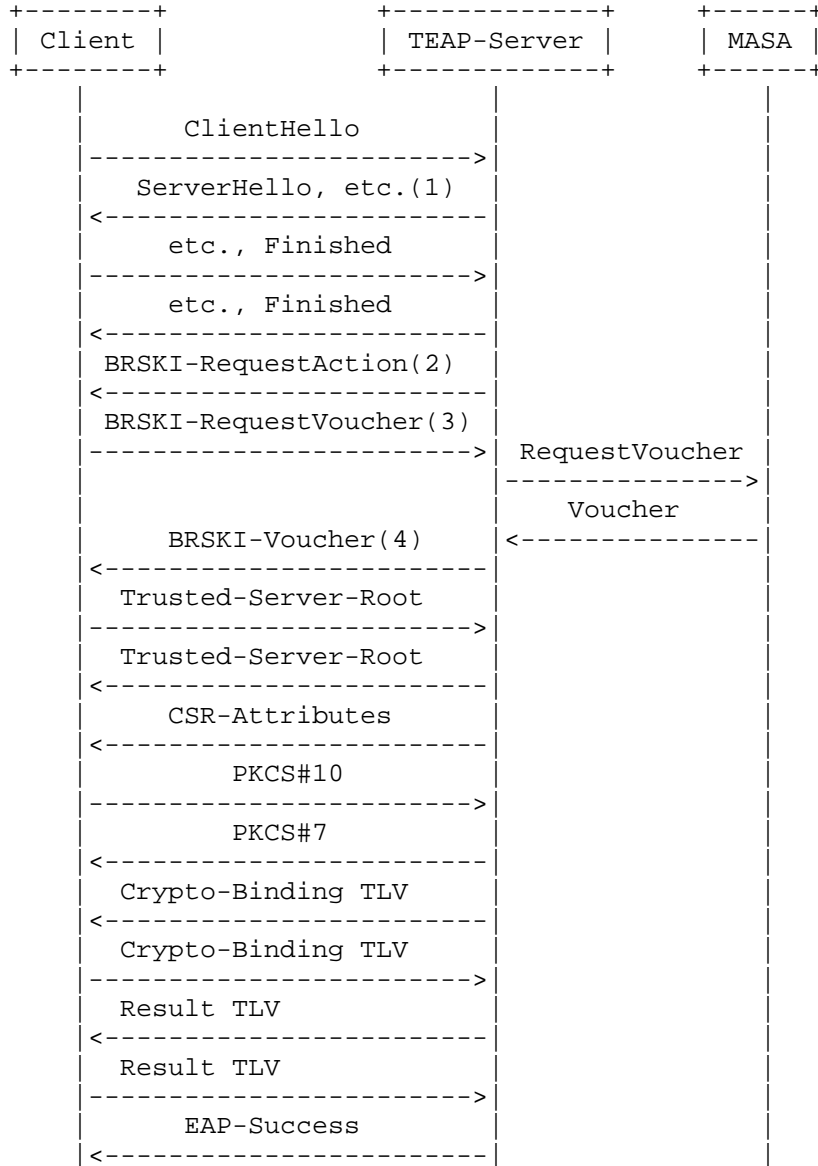 Client TEAP-Server MASA
ClientHello
ServerHello, etc.(1)
etc., Finished
etc., Finished
BRSKI-RequestAction(2)
BRSKI-RequestVoucher(3)
RequestVoucher
Voucher
BRSKI-Voucher(4)
Trusted-Server-Root
Trusted-Server-Root
CSR-Attributes
PKCS#10
PKCS#7
Crypto-Binding TLV
Crypto-Binding TLV
Result TLV
Result TLV
EAP-Success